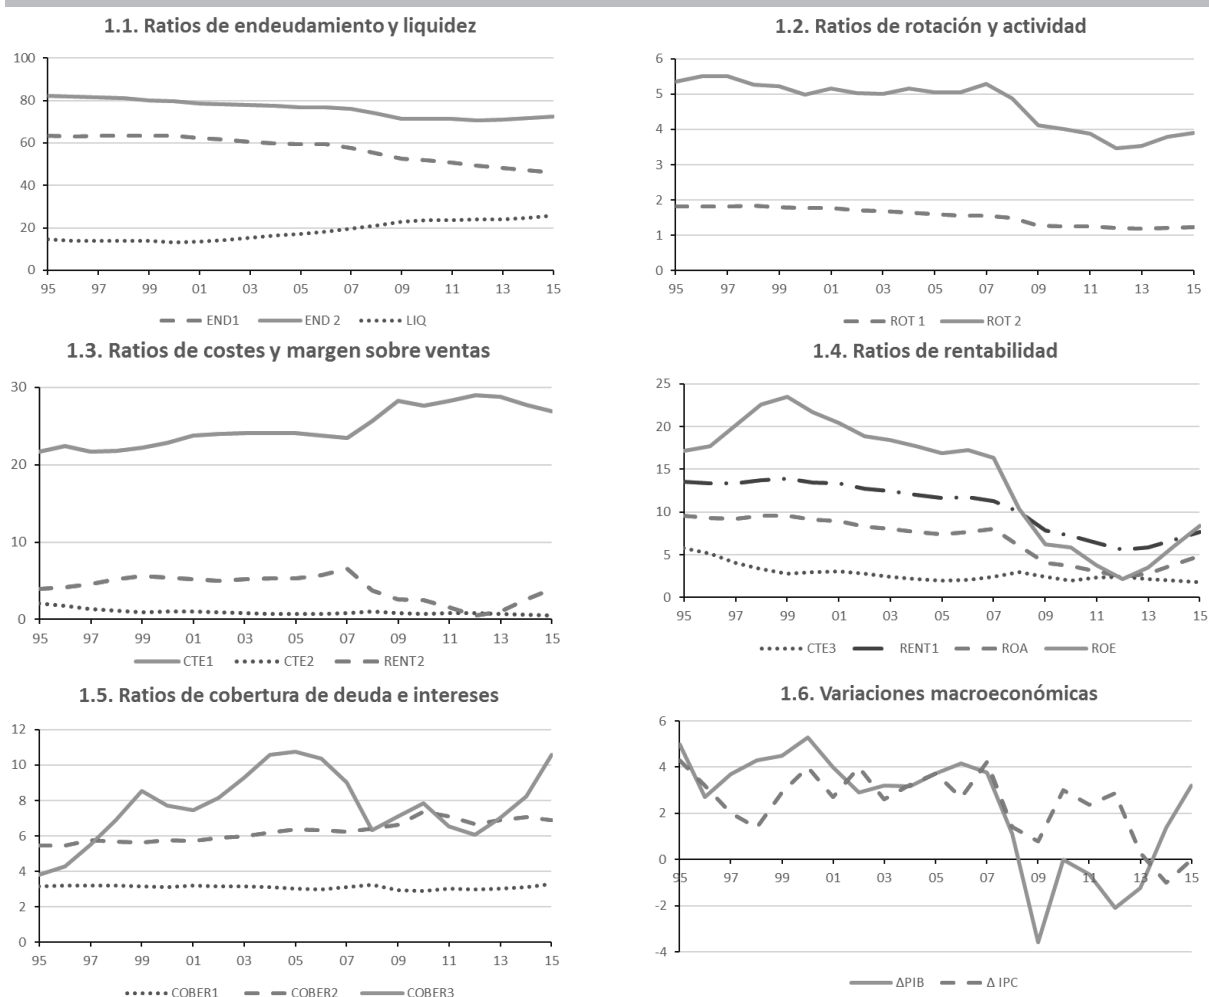 1.1. Ratios de endeudamiento y liquidez
100
80
60
40
20
0
95 97 99 01 03 05 07 09 11 13 15
END1 END 2 LIQ
1.2. Ratios de rotación y actividad
6
5
4
3
2
1
0
95 97 99 01 03 05 07 09 11 13 15
ROT 1 ROT 2
1.3. Ratios de costes y margen sobre ventas
30
20
10
0
95 97 99 01 03 05 07 09 11 13 15
CTE1 CTE2 RENT2
1.4. Ratios de rentabilidad
25
20
15
10
5
0
95 97 99 01 03 05 07 09 11 13 15
CTE3 RENT1 ROA ROE
1.5. Ratios de cobertura de deuda e intereses
12
10
8
6
4
2
0
95 97 99 01 03 05 07 09 11 13 15
COBER1 COBER2 COBER3
1.6. Variaciones macroeconómicas
6
4
2
0
-2
-4
95 97 99 01 03 05 07 09 11 13 15
ΔPIB Δ IPC